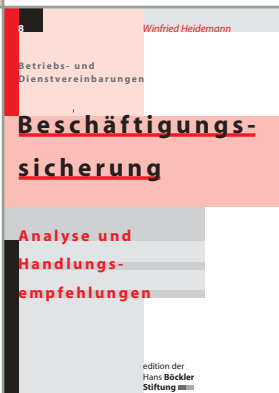 8
Winfried Heidemann
Betriebs- und
Dienstvereinbarungen
Beschäftigungs-
sicherung
Analyse und
Handlungs-
empfehlungen
edition der
Hans Böckler
Stiftung